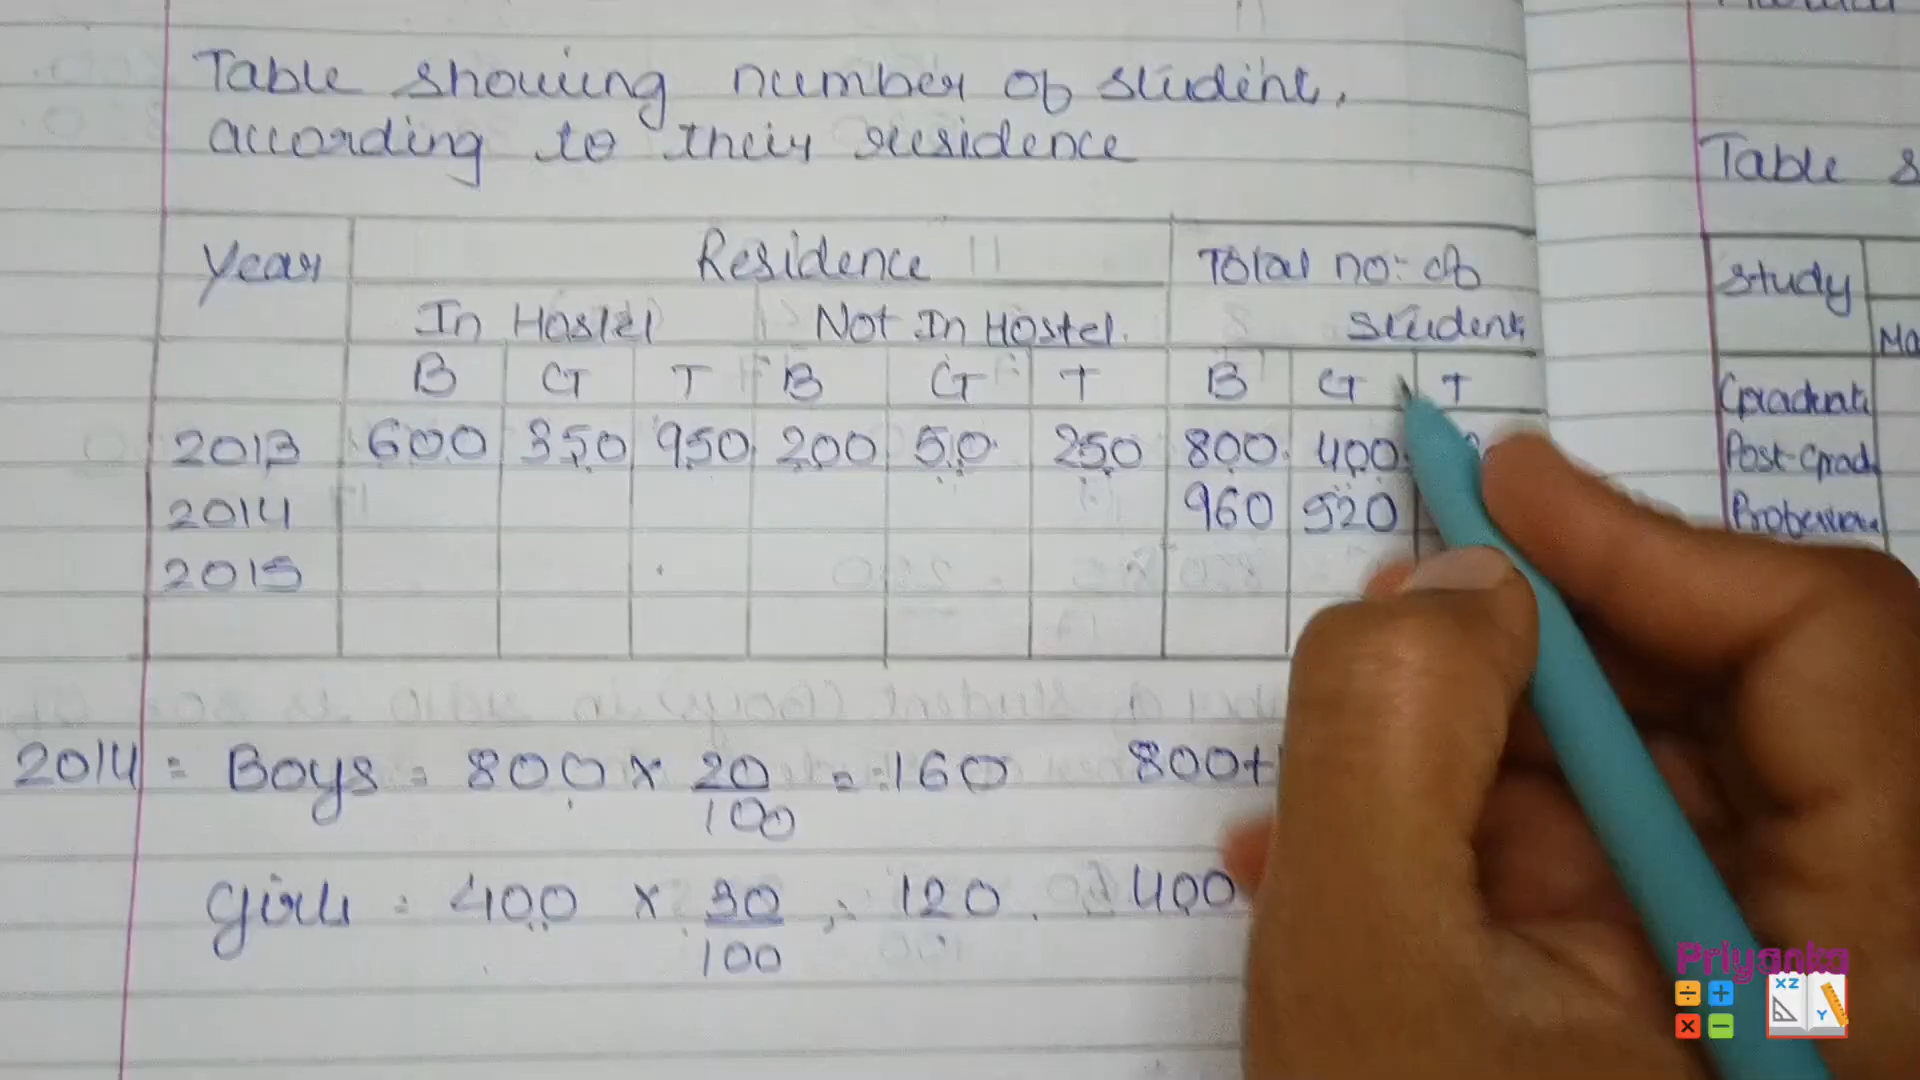 Table showing number of student,
according to their residence
Table
Year Residence Total no: of student
In Hostel Not In Hostel.
B G T B G T B G T
2013 600 350 950 200 50 250 800 400
2014 960 520
2015
Study
Post-Grad
2014 = Boys = 800 x 20/100 = 160 800+
Girls = 400 x 30/100 = 120 400
Priyanka
XZ
Y